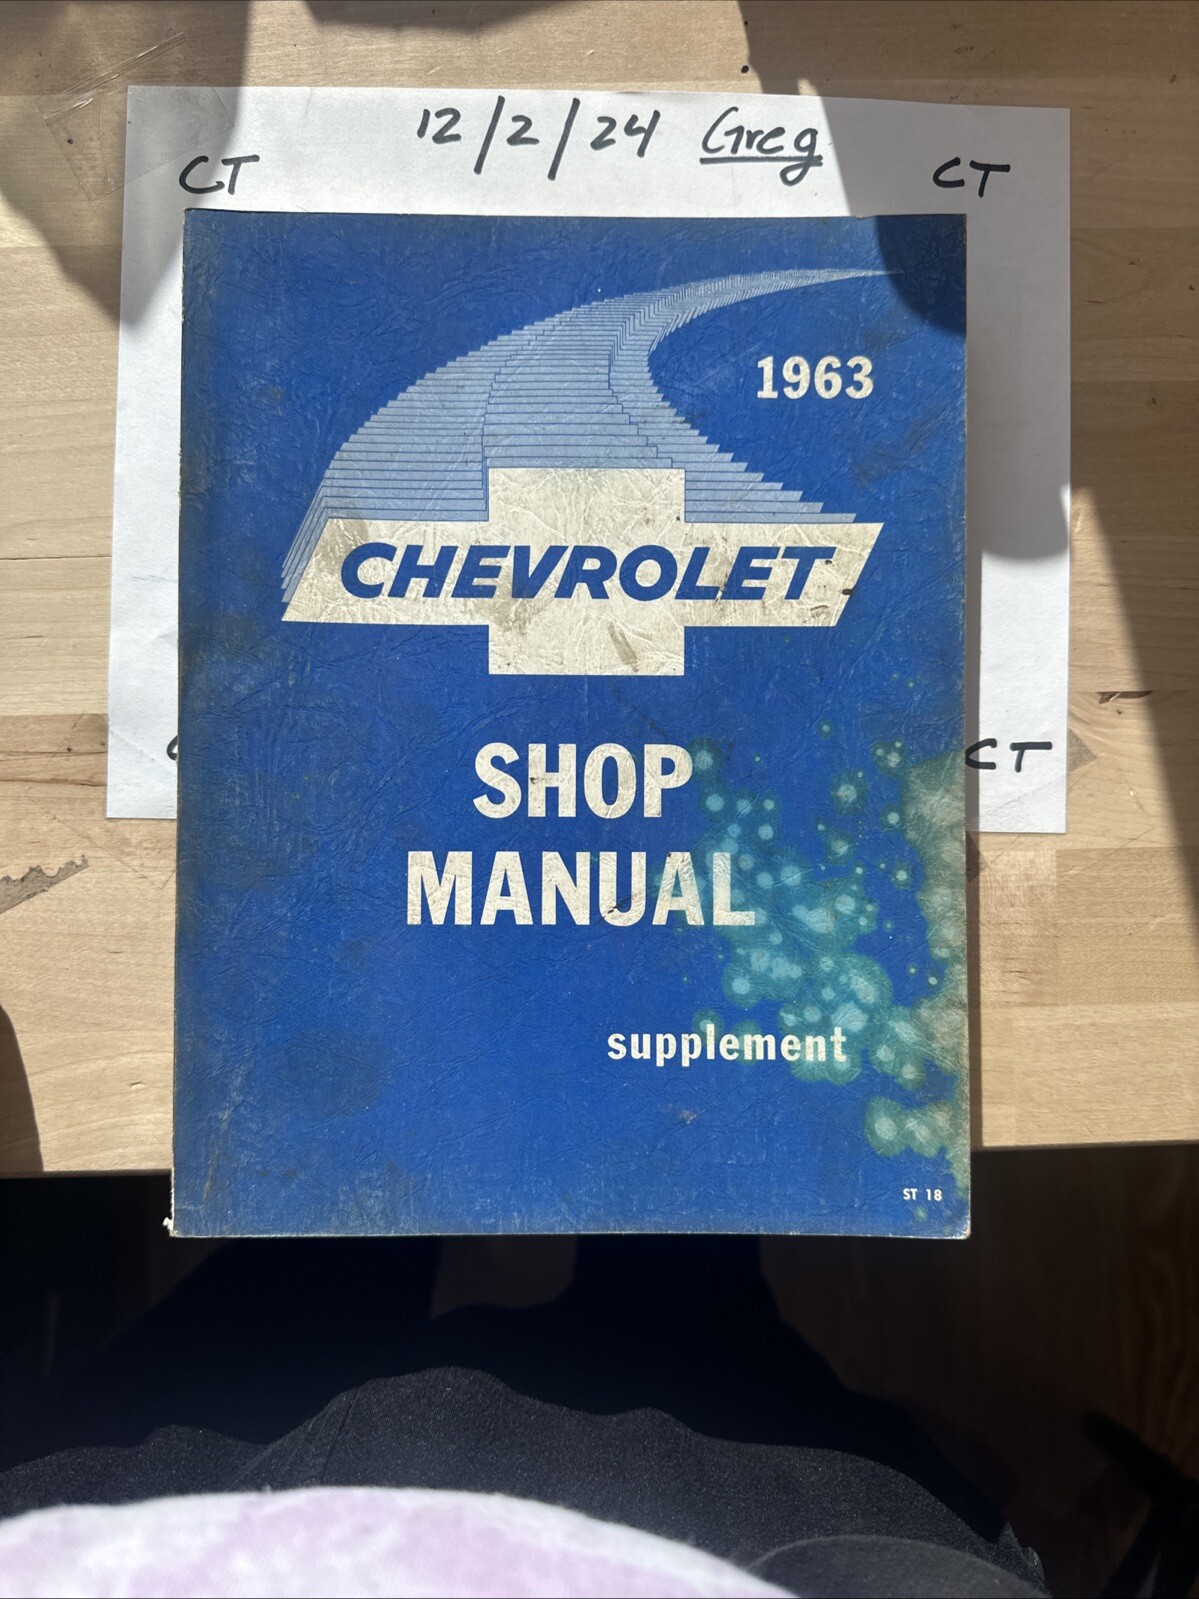 12/2/24 Greg
CT
CT
1963
CHEVROLET
SHOP
MANUAL
CT
supplement
ST 18